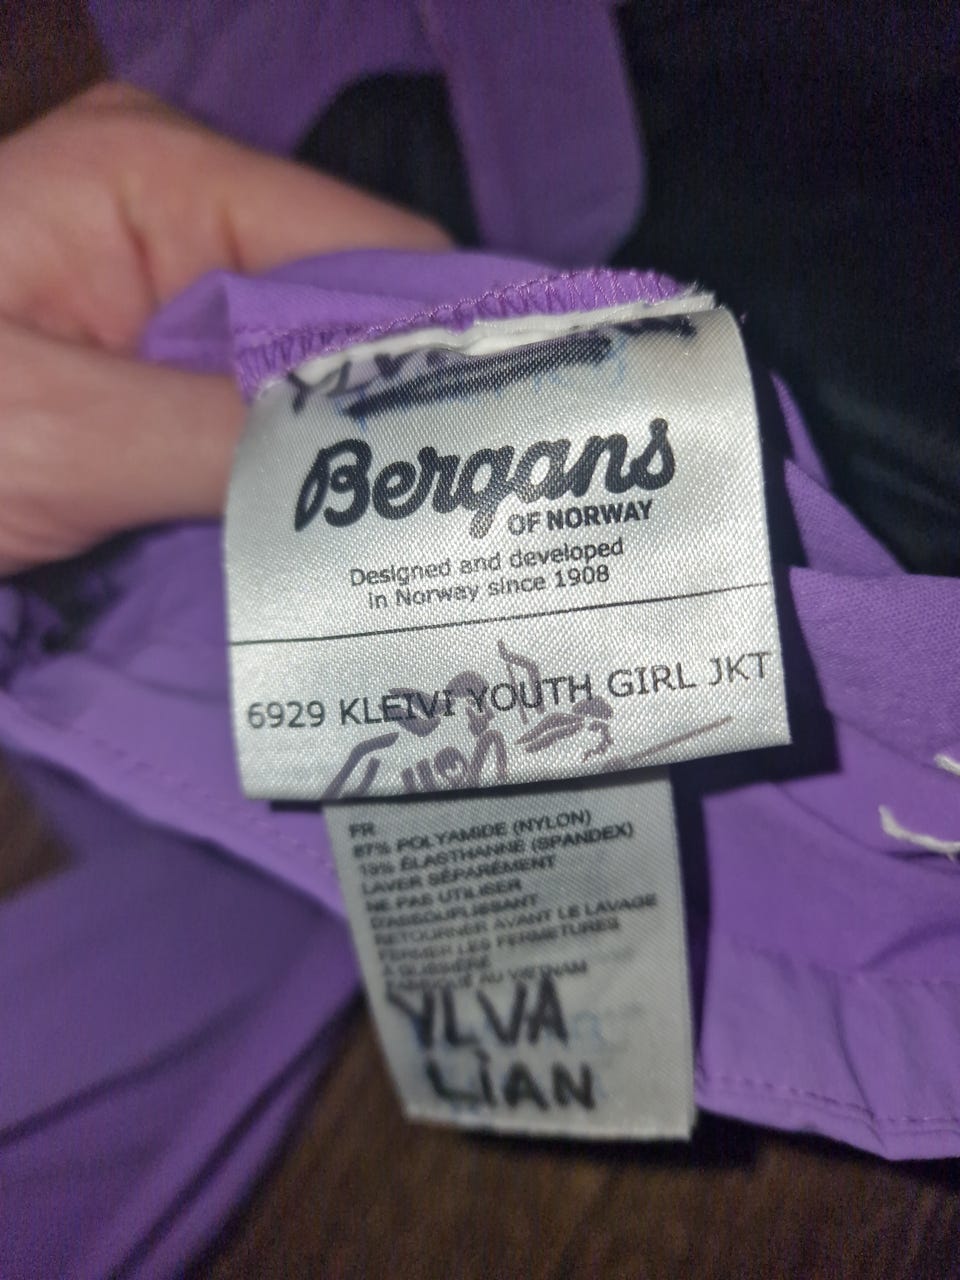 YLVA
Bergans
OF NORWAY
Designed and developed
in Norway since 1908
6929 KLEIVI YOUTH GIRL JKT
FR
87% POLYAMIDE (NYLON)
13% ÉLASTHANNE (SPANDEX)
LAVER SÉPARÉMENT
NE PAS UTILISER
D'ASSOUPLISSANT
RETOURNER AVANT LE LAVAGE
FERMER LES FERMETURES
À GLISSIÈRE
FABRIQUÉ AU VIETNAM
YLVA
LIAN